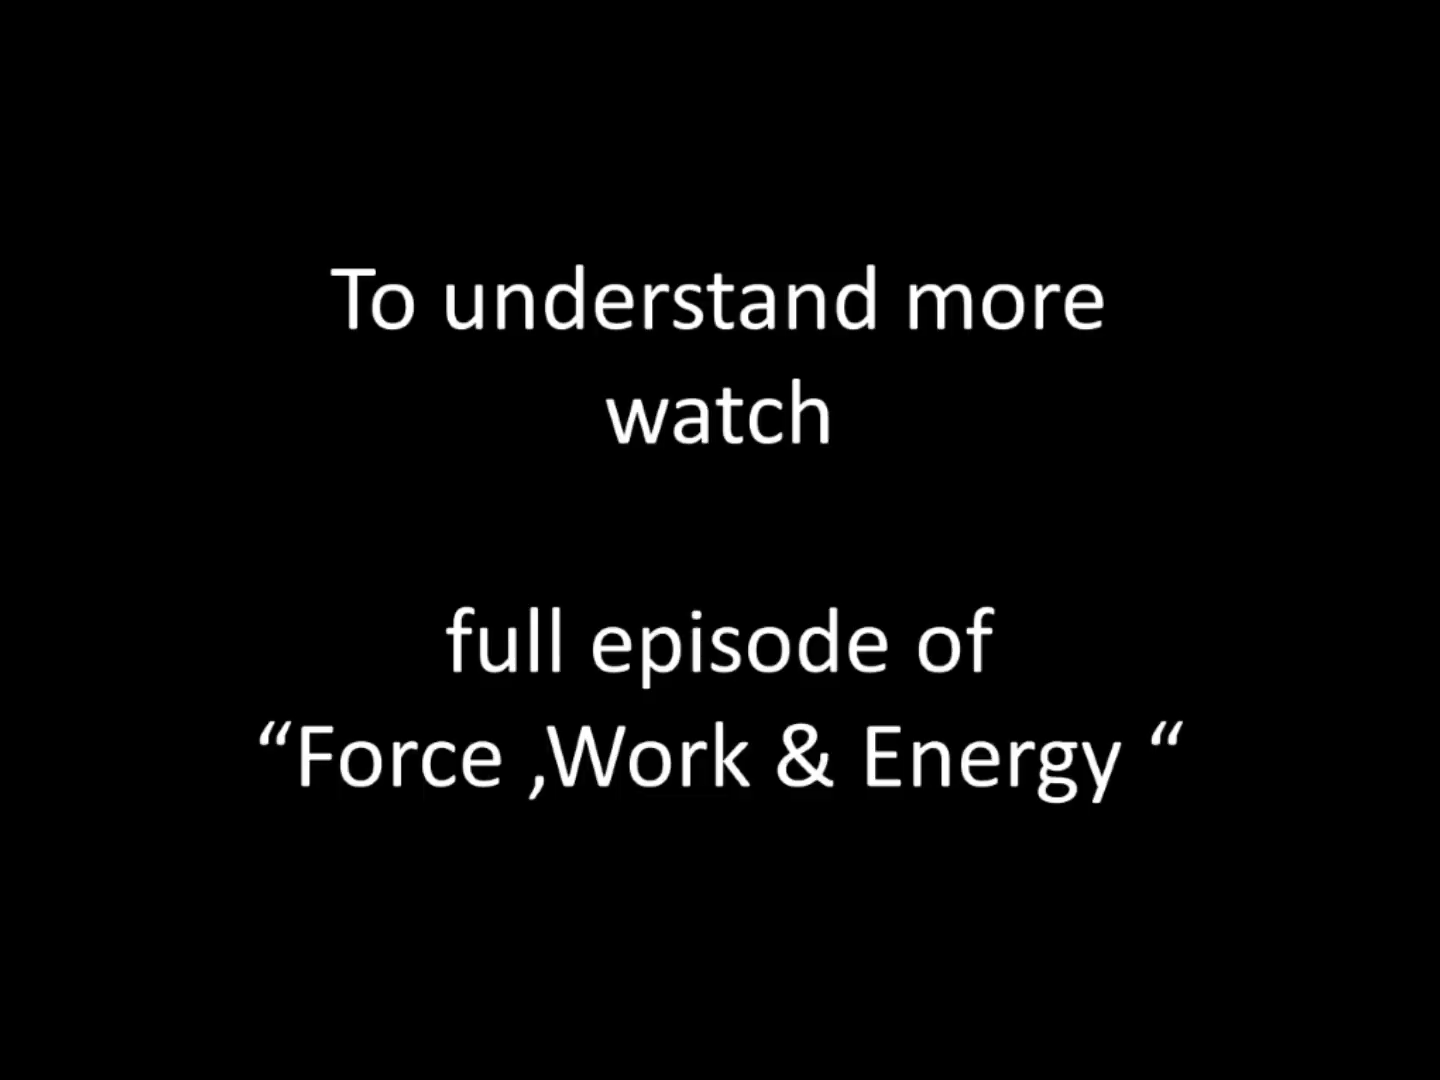 To understand more
watch
full episode of
“Force ,Work & Energy “